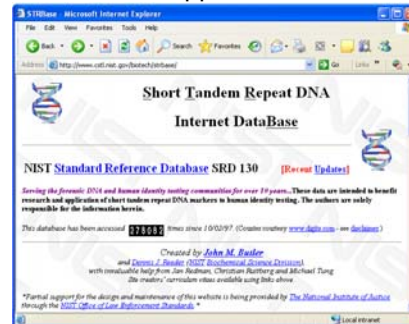 STRBase - Microsoft Internet Explorer
File Edit View Favorites Tools Help
Back Search Favorites
Address http://www.cstl.nist.gov/biotech/strbase/ Go Links
Short Tandem Repeat DNA
Internet DataBase
NIST Standard Reference Database SRD 130 [Recent Updates]
Serving the forensic DNA and human identity testing communities for over 10 years...These data are intended to benefit
research and application of short tandem repeat DNA markers to human identity testing. The authors are solely
responsible for the information herein.
This database has been accessed 278082 times since 10/02/97. (Counter courtesy www.digits.com - see disclaimer.)
Created by John M. Butler
and Dennis J. Reeder (NIST Biochemical Science Division),
with invaluable help from Jan Redman, Christian Ruitberg and Michael Tung
Site creators' curriculum vitaes available using links above.
*Partial support for the design and maintenance of this website is being provided by The National Institute of Justice
through the NIST Office of Law Enforcement Standards. *
Local intranet